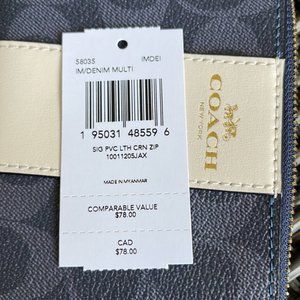 58035 IMDEI
IM/DENIM MULTI
1 95031 48559 6
SIG PVC LTH CRN ZIP
10011205JAX
MADE IN MYANMAR
COMPARABLE VALUE
$78.00
CAD
$78.00
COACH
NEW YORK